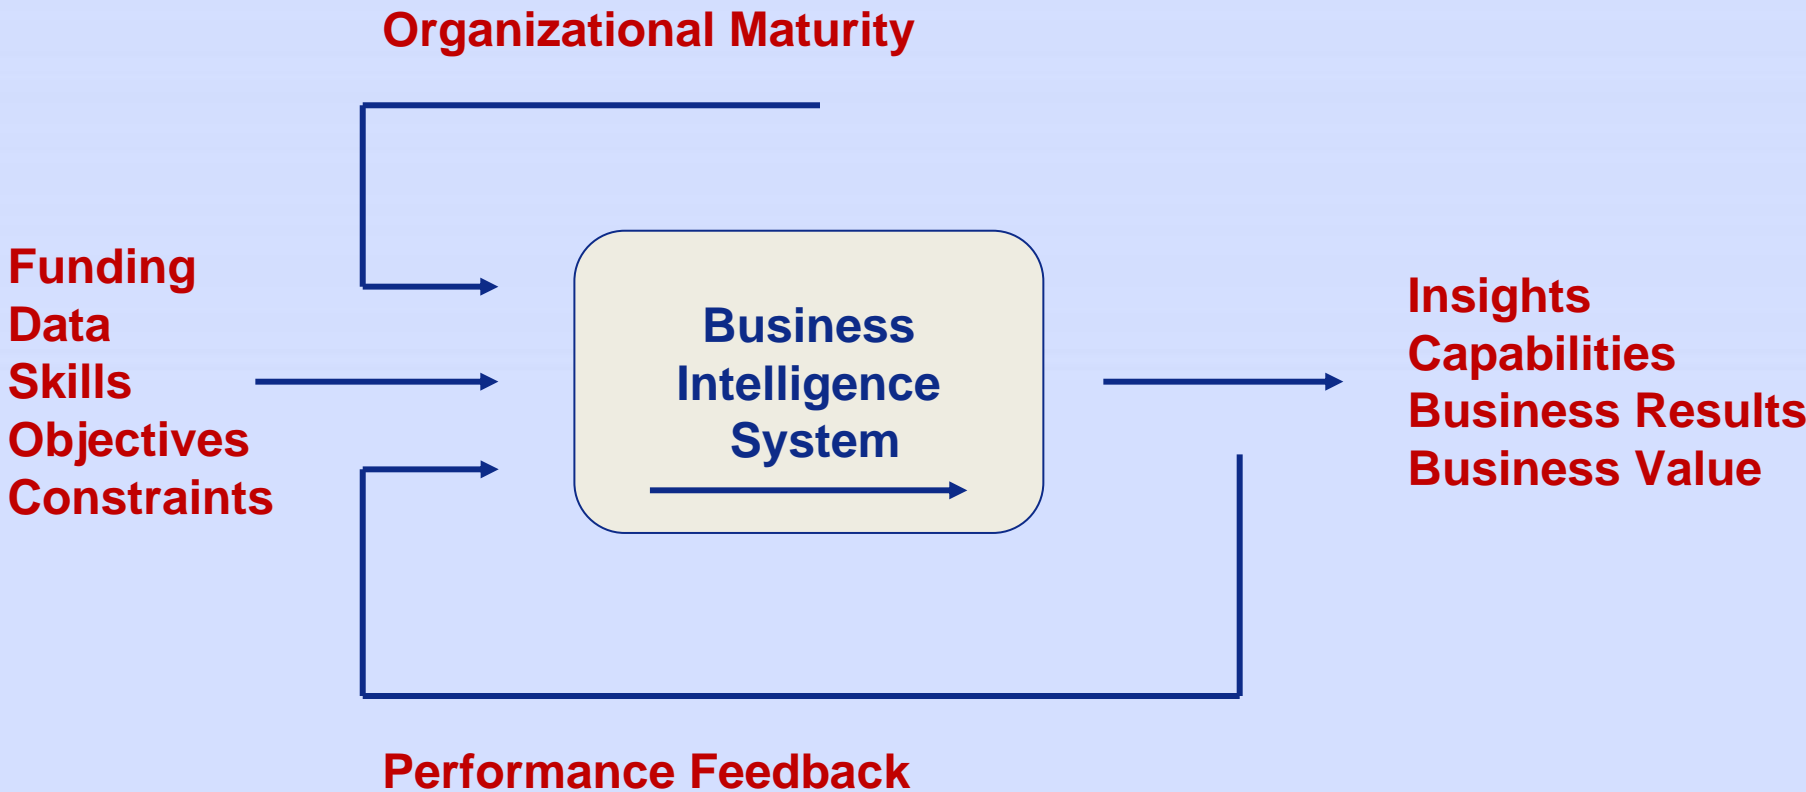 Organizational Maturity
Funding
Data
Skills
Objectives
Constraints
Business
Intelligence
System
Insights
Capabilities
Business Results
Business Value
Performance Feedback